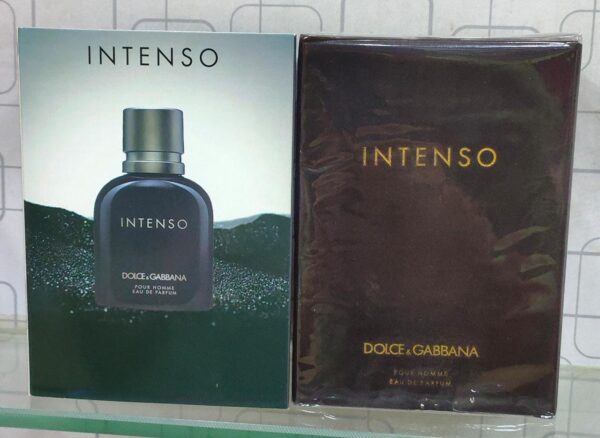 INTENSO
INTENSO
DOLCE & GABBANA
POUR HOMME
EAU DE PARFUM
INTENSO
DOLCE & GABBANA
POUR HOMME
EAU DE PARFUM